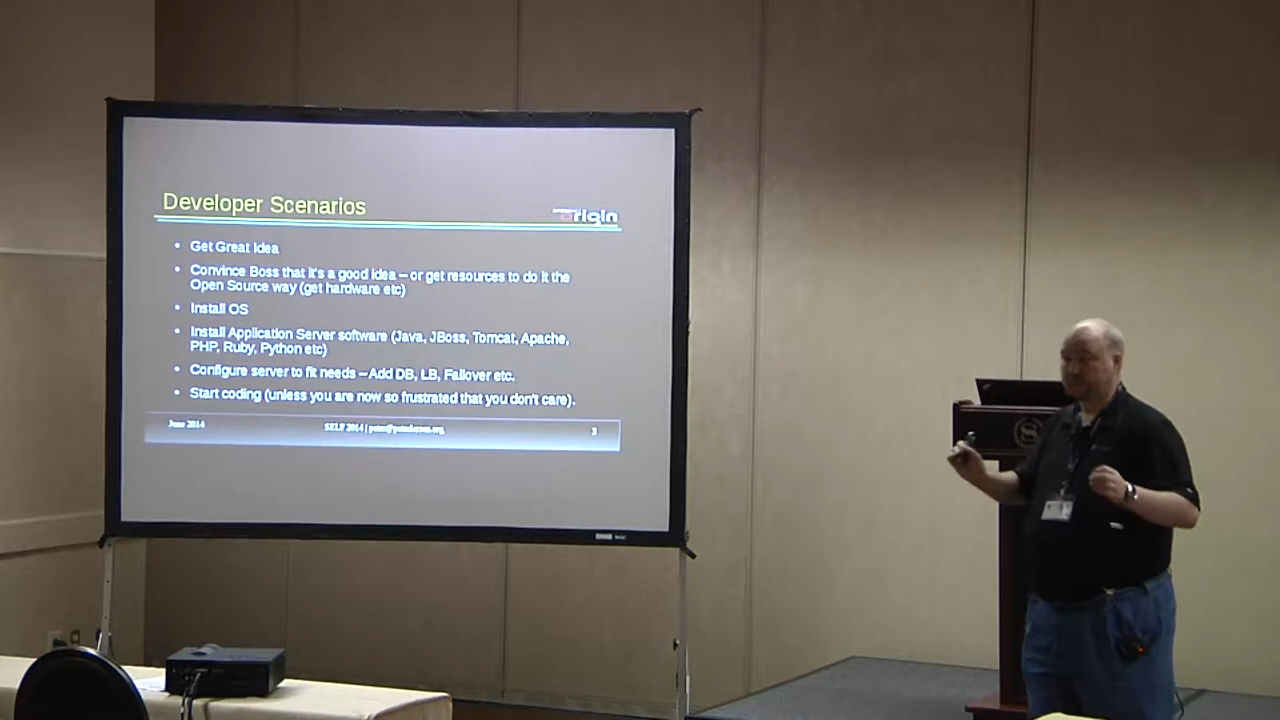 Developer Scenarios
Origin
• Get Great Idea
• Convince Boss that it's a good idea – or get resources to do it the
Open Source way (get hardware etc)
• Install OS
• Install Application Server software (Java, JBoss, Tomcat, Apache,
PHP, Ruby, Python etc)
• Configure server to fit needs – Add DB, LB, Failover etc.
• Start coding (unless you are now so frustrated that you don't care).
June 2014
SELF 2014 |
3
S